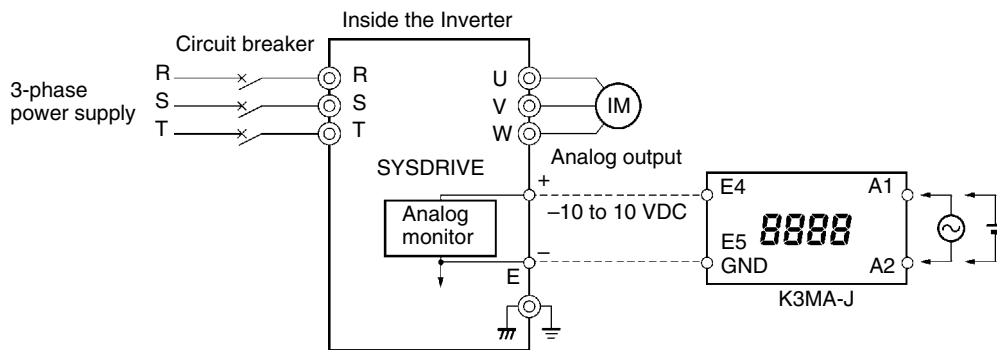 Inside the Inverter
Circuit breaker
3-phase
power supply
R
S
T
R
S
T
U
V
W
IM
SYSDRIVE
Analog output
Analog
monitor
+
–10 to 10 VDC
–
E
E4
A1
8888
E5
GND
A2
K3MA-J